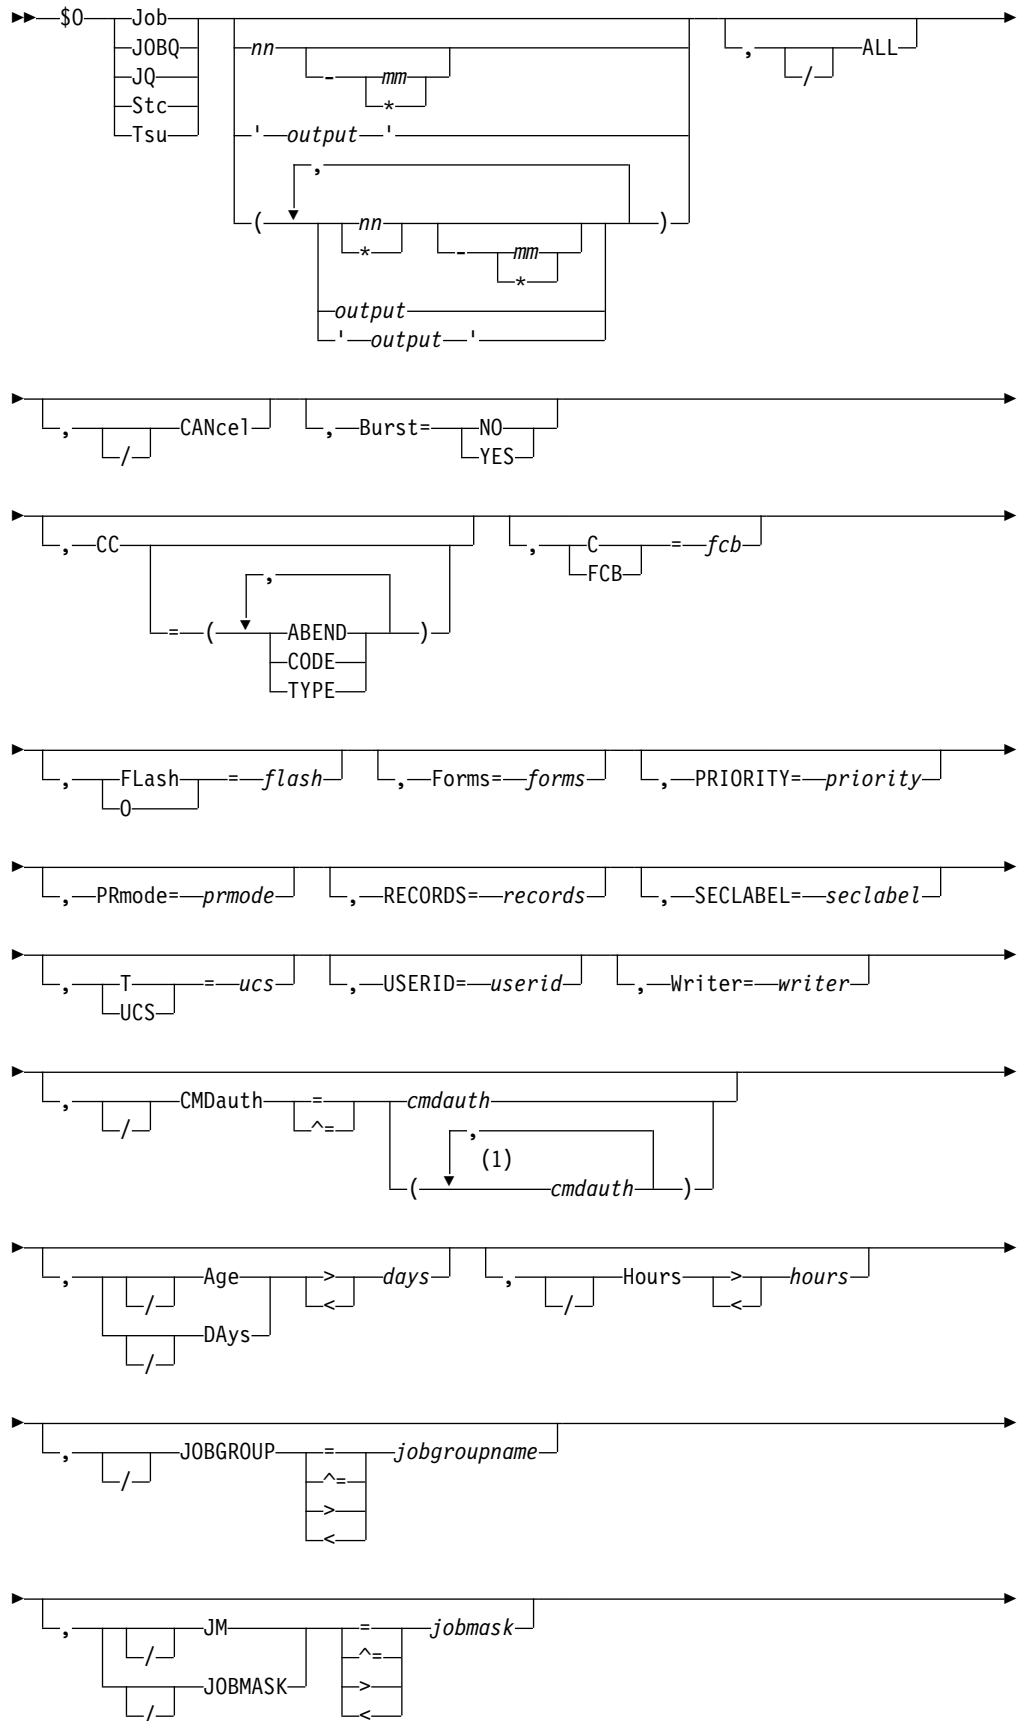 $O Job
JOBQ
JQ
Stc
Tsu
nn
- mm
*
' output '
,
( nn
*
- mm
*
output
' output '
)
, / ALL
, / CANcel , Burst= NO
YES
, CC = ( , ABEND
CODE
TYPE )
, C
FCB = fcb
, FLash
O = flash , Forms= forms , PRIORITY= priority
, PRmode= prmode , RECORDS= records , SECLABEL= seclabel
, T
UCS = ucs , USERID= userid , Writer= writer
, / CMDauth =
^= cmdauth
,
(1)
( cmdauth )
, / Age
/ DAys >
< days , / Hours >
< hours
, / JOBGROUP =
^=
>
< jobgroupname
, / JM
/ JOBMASK =
^=
>
< jobmask